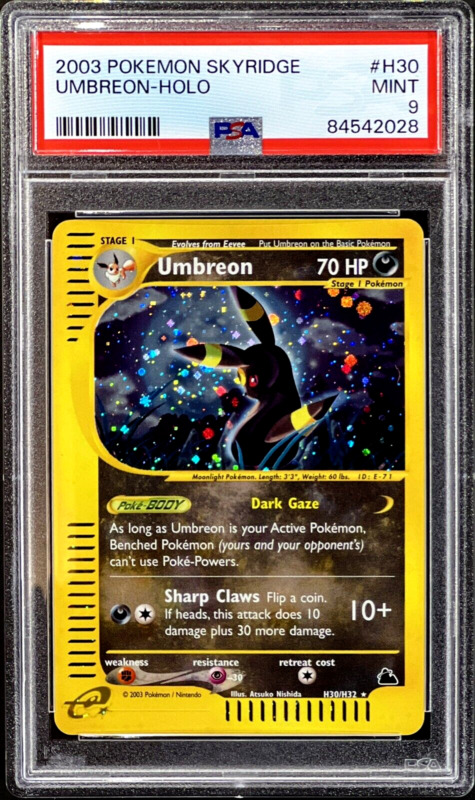 2003 POKEMON SKYRIDGE #H30
UMBREON-HOLO MINT
9
PSA 84542028
STAGE 1 Evolves from Eevee Put Umbreon on the Basic Pokémon
Umbreon 70 HP
Stage 1 Pokémon
Moonlight Pokémon. Length: 3'3", Weight: 60 lbs. ID: E-71
Poké-BODY Dark Gaze
As long as Umbreon is your Active Pokémon,
Benched Pokémon (yours and your opponent's)
can't use Poké-Powers.
Sharp Claws Flip a coin.
If heads, this attack does 10
damage plus 30 more damage.
10+
weakness resistance retreat cost
-30
© 2003 Pokémon / Nintendo Illus. Atsuko Nishida H30/H32 ★
e
PSA